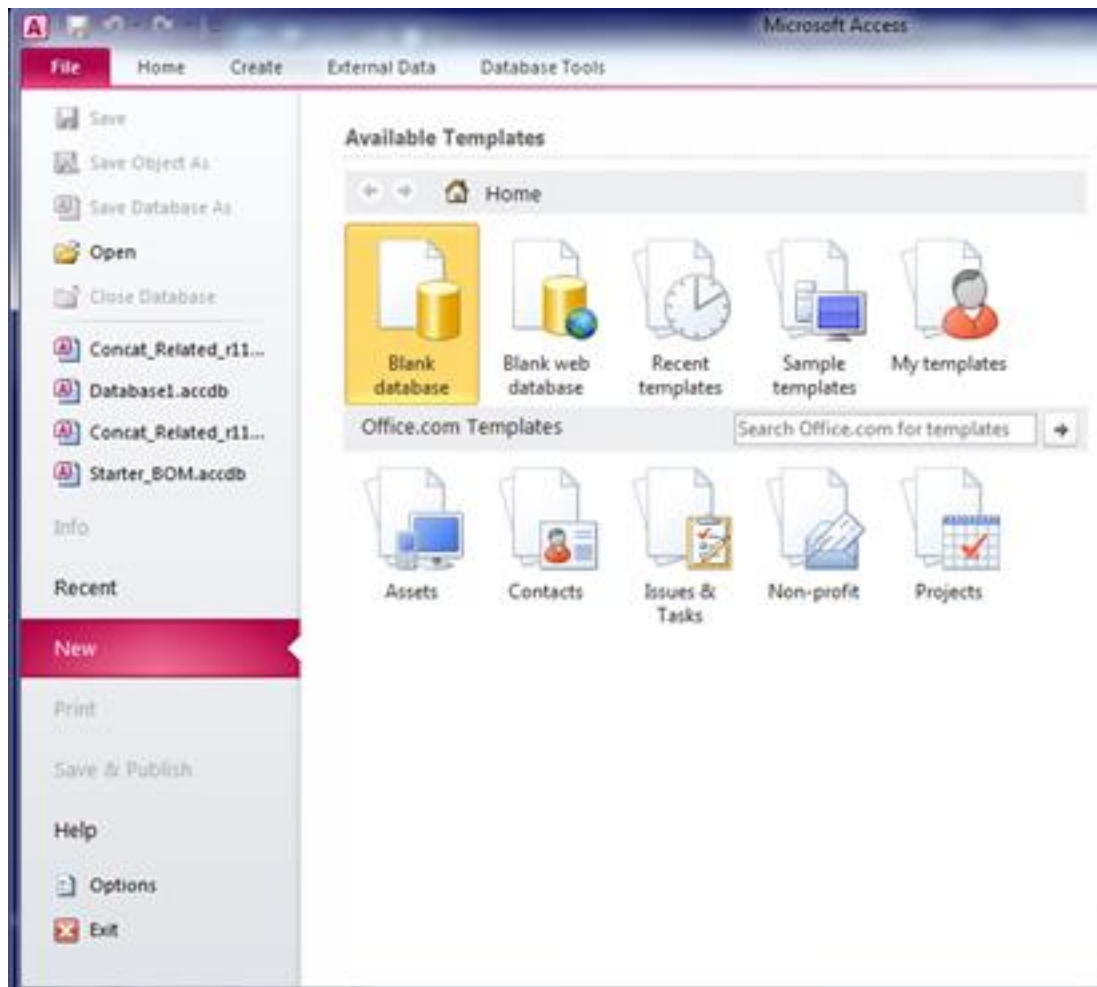 Microsoft Access
File Home Create External Data Database Tools
Save
Save Object As
Save Database As
Open
Close Database
Concat_Related_r11...
Database1.accdb
Concat_Related_r11...
Starter_BOM.accdb
Info
Recent
New
Print
Save & Publish
Help
Options
Exit
Available Templates
Home
Blank database
Blank web database
Recent templates
Sample templates
My templates
Office.com Templates
Search Office.com for templates
Assets
Contacts
Issues & Tasks
Non-profit
Projects